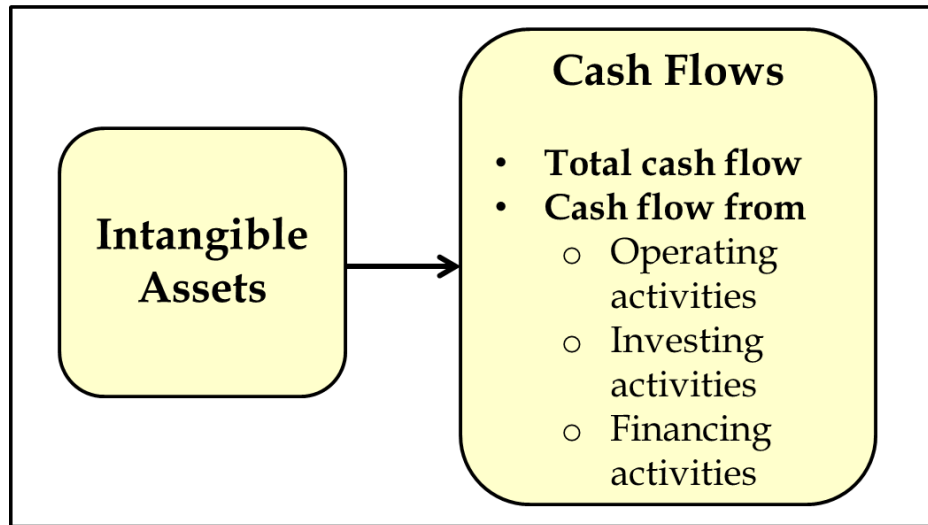 Intangible
Assets
Cash Flows
• Total cash flow
• Cash flow from
o Operating
activities
o Investing
activities
o Financing
activities